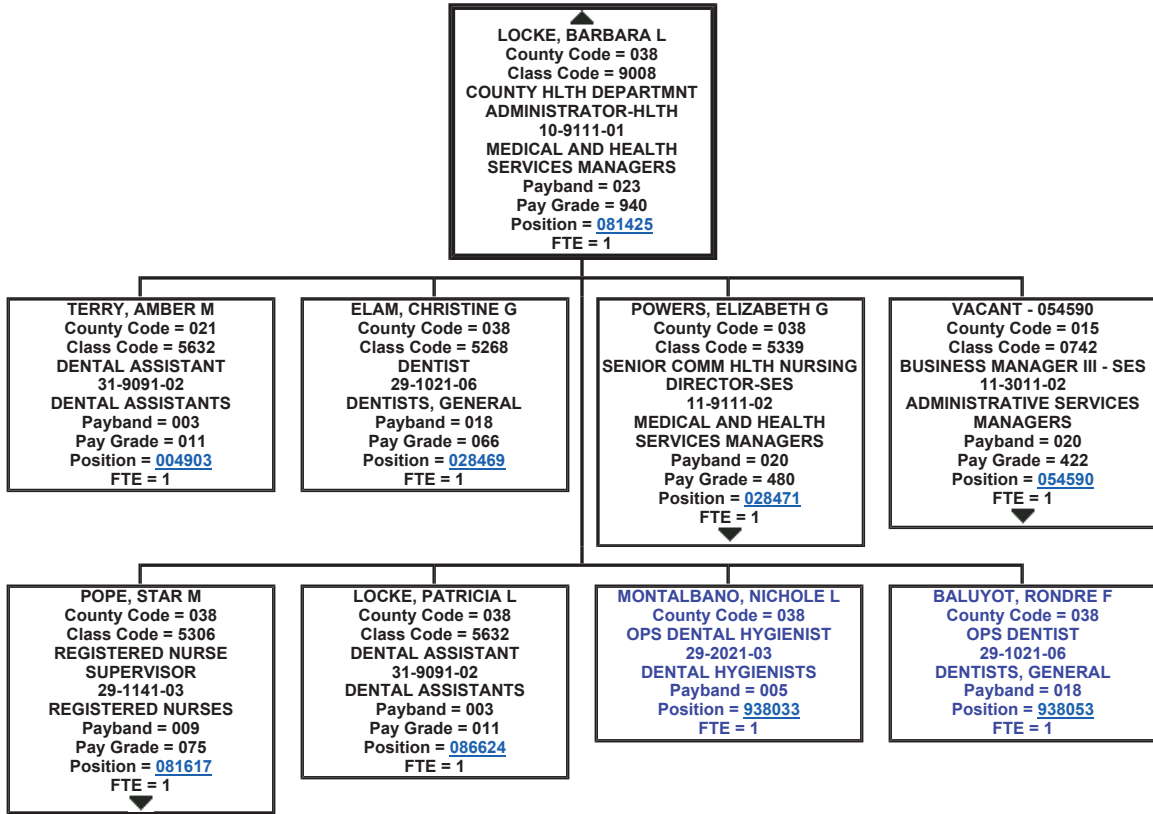 LOCKE, BARBARA L
County Code = 038
Class Code = 9008
COUNTY HLTH DEPARTMNT
ADMINISTRATOR-HLTH
10-9111-01
MEDICAL AND HEALTH
SERVICES MANAGERS
Payband = 023
Pay Grade = 940
Position = 081425
FTE = 1
TERRY, AMBER M
County Code = 021
Class Code = 5632
DENTAL ASSISTANT
31-9091-02
DENTAL ASSISTANTS
Payband = 003
Pay Grade = 011
Position = 004903
FTE = 1
ELAM, CHRISTINE G
County Code = 038
Class Code = 5268
DENTIST
29-1021-06
DENTISTS, GENERAL
Payband = 018
Pay Grade = 066
Position = 028469
FTE = 1
POWERS, ELIZABETH G
County Code = 038
Class Code = 5339
SENIOR COMM HLTH NURSING
DIRECTOR-SES
11-9111-02
MEDICAL AND HEALTH
SERVICES MANAGERS
Payband = 020
Pay Grade = 480
Position = 028471
FTE = 1
VACANT - 054590
County Code = 015
Class Code = 0742
BUSINESS MANAGER III - SES
11-3011-02
ADMINISTRATIVE SERVICES
MANAGERS
Payband = 020
Pay Grade = 422
Position = 054590
FTE = 1
POPE, STAR M
County Code = 038
Class Code = 5306
REGISTERED NURSE
SUPERVISOR
29-1141-03
REGISTERED NURSES
Payband = 009
Pay Grade = 075
Position = 081617
FTE = 1
LOCKE, PATRICIA L
County Code = 038
Class Code = 5632
DENTAL ASSISTANT
31-9091-02
DENTAL ASSISTANTS
Payband = 003
Pay Grade = 011
Position = 086624
FTE = 1
MONTALBANO, NICHOLE L
County Code = 038
OPS DENTAL HYGIENIST
29-2021-03
DENTAL HYGIENISTS
Payband = 005
Position = 938033
FTE = 1
BALUYOT, RONDRE F
County Code = 038
OPS DENTIST
29-1021-06
DENTISTS, GENERAL
Payband = 018
Position = 938053
FTE = 1